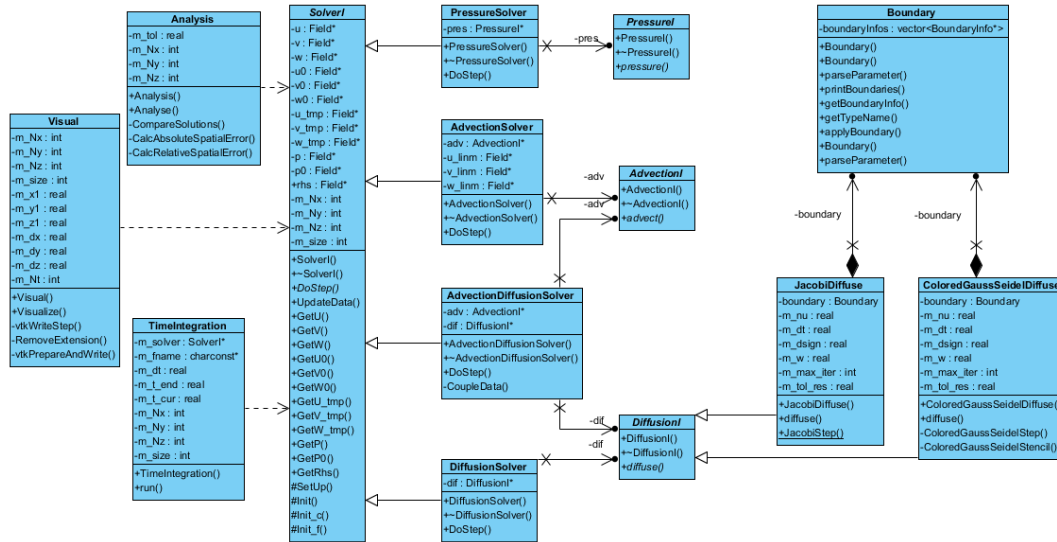 Analysis
-m_tol : real
-m_Nx : int
-m_Ny : int
-m_Nz : int
+Analysis()
+Analyse()
-CompareSolutions()
-CalcAbsoluteSpatialError()
-CalcRelativeSpatialError()
Visual
-m_Nx : int
-m_Ny : int
-m_Nz : int
-m_size : int
-m_x1 : real
-m_y1 : real
-m_z1 : real
-m_dx : real
-m_dy : real
-m_dz : real
-m_Nt : int
+Visual()
+Visualize()
-vtkWriteStep()
-RemoveExtension()
-vtkPrepareAndWrite()
TimeIntegration
-m_solver : SolverI*
-m_fname : charconst*
-m_dt : real
-m_t_end : real
-m_t_cur : real
-m_Nx : int
-m_Ny : int
-m_Nz : int
-m_size : int
+TimeIntegration()
+run()
SolverI
-u : Field*
-v : Field*
-w : Field*
-u0 : Field*
-v0 : Field*
-w0 : Field*
-u_tmp : Field*
-v_tmp : Field*
-w_tmp : Field*
-p : Field*
-p0 : Field*
+rhs : Field*
-m_Nx : int
-m_Ny : int
-m_Nz : int
-m_size : int
+SolverI()
+~SolverI()
+DoStep()
+UpdateData()
+GetU()
+GetV()
+GetW()
+GetU0()
+GetV0()
+GetW0()
+GetU_tmp()
+GetV_tmp()
+GetW_tmp()
+GetP()
+GetP0()
+GetRhs()
#SetUp()
#Init()
#Init_c()
#Init_f()
PressureSolver
-pres : PressureI*
+PressureSolver()
+~PressureSolver()
+DoStep()
-pres
PressureI
+PressureI()
+~PressureI()
+pressure()
AdvectionSolver
-adv : AdvectionI*
-u_linm : Field*
-v_linm : Field*
-w_linm : Field*
+AdvectionSolver()
+~AdvectionSolver()
+DoStep()
-adv
-adv
AdvectionI
+AdvectionI()
+~AdvectionI()
+advect()
AdvectionDiffusionSolver
-adv : AdvectionI*
-dif : DiffusionI*
+AdvectionDiffusionSolver()
+~AdvectionDiffusionSolver()
+DoStep()
-CoupleData()
-dif
-dif
DiffusionSolver
-dif : DiffusionI*
+DiffusionSolver()
+~DiffusionSolver()
+DoStep()
DiffusionI
+DiffusionI()
+~DiffusionI()
+diffuse()
Boundary
-boundaryInfos : vector<BoundaryInfo*>
+Boundary()
+Boundary()
+parseParameter()
+printBoundaries()
+getBoundaryInfo()
+getTypeName()
+applyBoundary()
+Boundary()
+parseParameter()
-boundary
-boundary
JacobiDiffuse
-boundary : Boundary
-m_nu : real
-m_dt : real
-m_dsign : real
-m_w : real
-m_max_iter : int
-m_tol_res : real
+JacobiDiffuse()
+diffuse()
+JacobiStep()
ColoredGaussSeidelDiffuse
-boundary : Boundary
-m_nu : real
-m_dt : real
-m_dsign : real
-m_w : real
-m_max_iter : int
-m_tol_res : real
+ColoredGaussSeidelDiffuse()
+diffuse()
-ColoredGaussSeidelStep()
-ColoredGaussSeidelStencil()